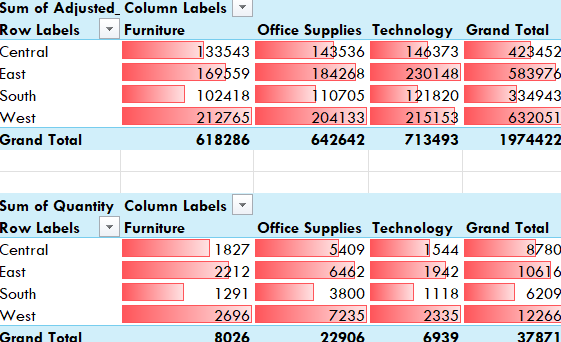 Sum of Adjusted_ Column Labels
Row Labels Furniture Office Supplies Technology Grand Total
Central 133543 143536 146373 423452
East 169559 184268 230148 583976
South 102418 110705 121820 334943
West 212765 204133 215153 632051
Grand Total 618286 642642 713493 1974422
Sum of Quantity Column Labels
Row Labels Furniture Office Supplies Technology Grand Total
Central 1827 5409 1544 8780
East 2212 6462 1942 10616
South 1291 3800 1118 6209
West 2696 7235 2335 12266
Grand Total 8026 22906 6939 37871